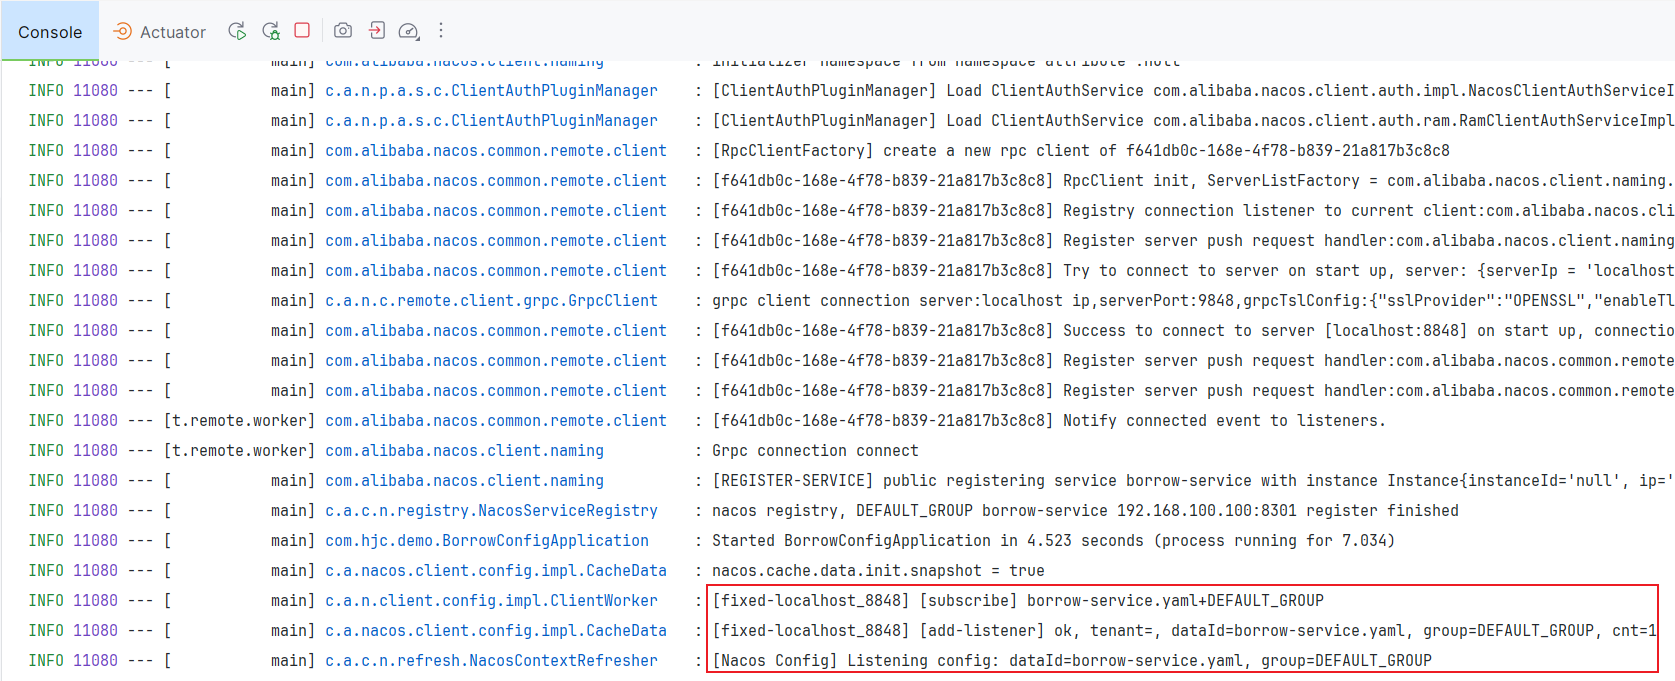 Console Actuator
INFO 11080 --- [           main] com.alibaba.nacos.client.naming          : initializer namespace from namespace attribute :null
INFO 11080 --- [           main] c.a.n.p.a.s.c.ClientAuthPluginManager    : [ClientAuthPluginManager] Load ClientAuthService com.alibaba.nacos.client.auth.impl.NacosClientAuthServiceI
INFO 11080 --- [           main] c.a.n.p.a.s.c.ClientAuthPluginManager    : [ClientAuthPluginManager] Load ClientAuthService com.alibaba.nacos.client.auth.ram.RamClientAuthServiceImpl
INFO 11080 --- [           main] com.alibaba.nacos.common.remote.client   : [RpcClientFactory] create a new rpc client of f641db0c-168e-4f78-b839-21a817b3c8c8
INFO 11080 --- [           main] com.alibaba.nacos.common.remote.client   : [f641db0c-168e-4f78-b839-21a817b3c8c8] RpcClient init, ServerListFactory = com.alibaba.nacos.client.naming.
INFO 11080 --- [           main] com.alibaba.nacos.common.remote.client   : [f641db0c-168e-4f78-b839-21a817b3c8c8] Registry connection listener to current client:com.alibaba.nacos.cli
INFO 11080 --- [           main] com.alibaba.nacos.common.remote.client   : [f641db0c-168e-4f78-b839-21a817b3c8c8] Register server push request handler:com.alibaba.nacos.client.naming
INFO 11080 --- [           main] com.alibaba.nacos.common.remote.client   : [f641db0c-168e-4f78-b839-21a817b3c8c8] Try to connect to server on start up, server: {serverIp = 'localhost
INFO 11080 --- [           main] c.a.n.c.remote.client.grpc.GrpcClient    : grpc client connection server:localhost ip,serverPort:9848,grpcTslConfig:{"sslProvider":"OPENSSL","enableTl
INFO 11080 --- [           main] com.alibaba.nacos.common.remote.client   : [f641db0c-168e-4f78-b839-21a817b3c8c8] Success to connect to server [localhost:8848] on start up, connectio
INFO 11080 --- [           main] com.alibaba.nacos.common.remote.client   : [f641db0c-168e-4f78-b839-21a817b3c8c8] Register server push request handler:com.alibaba.nacos.common.remote
INFO 11080 --- [           main] com.alibaba.nacos.common.remote.client   : [f641db0c-168e-4f78-b839-21a817b3c8c8] Register server push request handler:com.alibaba.nacos.common.remote
INFO 11080 --- [t.remote.worker] com.alibaba.nacos.common.remote.client   : [f641db0c-168e-4f78-b839-21a817b3c8c8] Notify connected event to listeners.
INFO 11080 --- [t.remote.worker] com.alibaba.nacos.client.naming          : Grpc connection connect
INFO 11080 --- [           main] com.alibaba.nacos.client.naming          : [REGISTER-SERVICE] public registering service borrow-service with instance Instance{instanceId='null', ip='
INFO 11080 --- [           main] c.a.c.n.registry.NacosServiceRegistry    : nacos registry, DEFAULT_GROUP borrow-service 192.168.100.100:8301 register finished
INFO 11080 --- [           main] com.hjc.demo.BorrowConfigApplication     : Started BorrowConfigApplication in 4.523 seconds (process running for 7.034)
INFO 11080 --- [           main] c.a.nacos.client.config.impl.CacheData   : nacos.cache.data.init.snapshot = true
INFO 11080 --- [           main] c.a.n.client.config.impl.ClientWorker    : [fixed-localhost_8848] [subscribe] borrow-service.yaml+DEFAULT_GROUP
INFO 11080 --- [           main] c.a.nacos.client.config.impl.CacheData   : [fixed-localhost_8848] [add-listener] ok, tenant=, dataId=borrow-service.yaml, group=DEFAULT_GROUP, cnt=1
INFO 11080 --- [           main] c.a.c.n.refresh.NacosContextRefresher    : [Nacos Config] Listening config: dataId=borrow-service.yaml, group=DEFAULT_GROUP